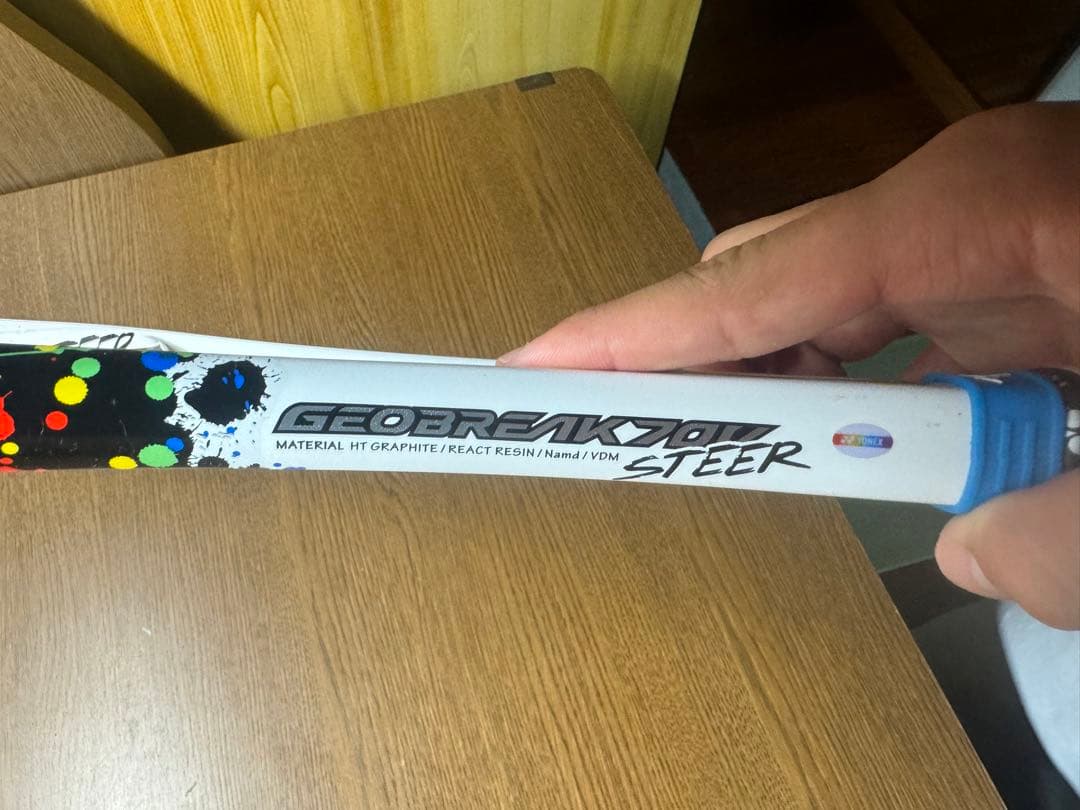 GEOBREAK70V
STEER
MATERIAL HT GRAPHITE / REACT RESIN / Namd / VDM
YONEX